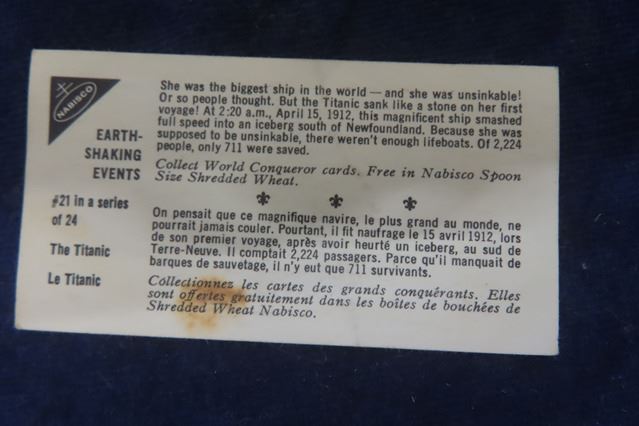 NABISCO
EARTH-
SHAKING
EVENTS
#21 in a series
of 24
The Titanic
Le Titanic
She was the biggest ship in the world — and she was unsinkable!
Or so people thought. But the Titanic sank like a stone on her first
voyage! At 2:20 a.m., April 15, 1912, this magnificent ship smashed
full speed into an iceberg south of Newfoundland. Because she was
supposed to be unsinkable, there weren't enough lifeboats. Of 2,224
people, only 711 were saved.
Collect World Conqueror cards. Free in Nabisco Spoon
Size Shredded Wheat.
On pensait que ce magnifique navire, le plus grand au monde, ne
pourrait jamais couler. Pourtant, il fit naufrage le 15 avril 1912, lors
de son premier voyage, après avoir heurté un iceberg, au sud de
Terre-Neuve. Il comptait 2,224 passagers. Parce qu'il manquait de
barques de sauvetage, il n'y eut que 711 survivants.
Collectionnez les cartes des grands conquérants. Elles
sont offertes gratuitement dans les boîtes de bouchées de
Shredded Wheat Nabisco.